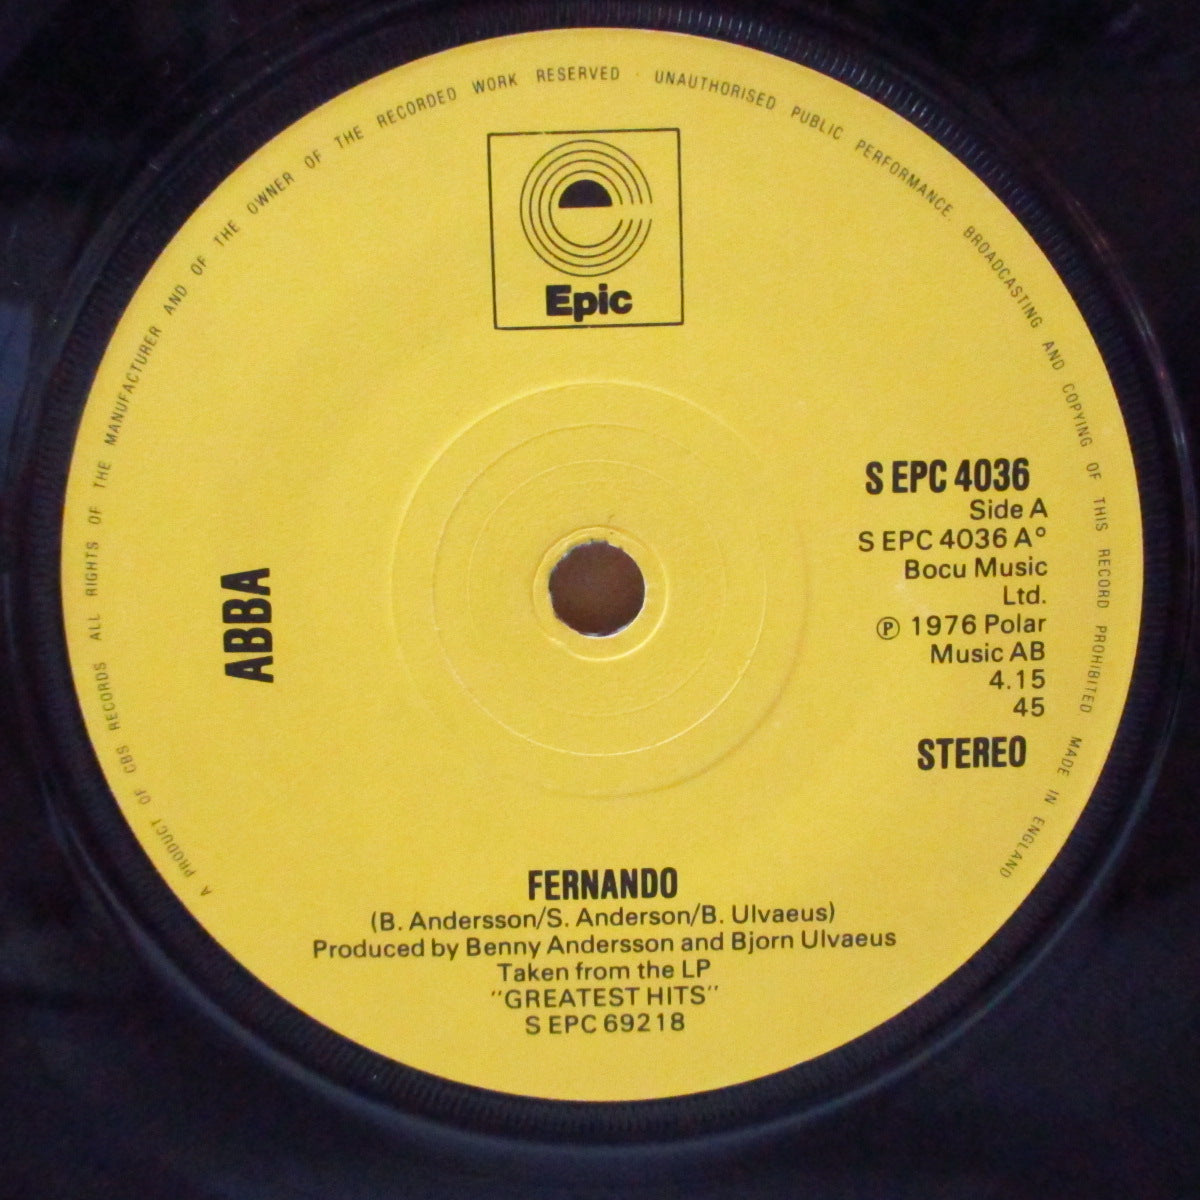 A PRODUCT OF CBS RECORDS ALL RIGHTS OF THE MANUFACTURER AND OF THE OWNER OF THE RECORDED WORK RESERVED · UNAUTHORISED PUBLIC PERFORMANCE. BROADCASTING AND COPYING OF THIS RECORD PROHIBITED MADE IN ENGLAND
Epic
ABBA
S EPC 4036
Side A
S EPC 4036 A°
Bocu Music
Ltd.
℗ 1976 Polar
Music AB
4.15
45
STEREO
FERNANDO
(B. Andersson/S. Anderson/B. Ulvaeus)
Produced by Benny Andersson and Bjorn Ulvaeus
Taken from the LP
"GREATEST HITS"
S EPC 69218